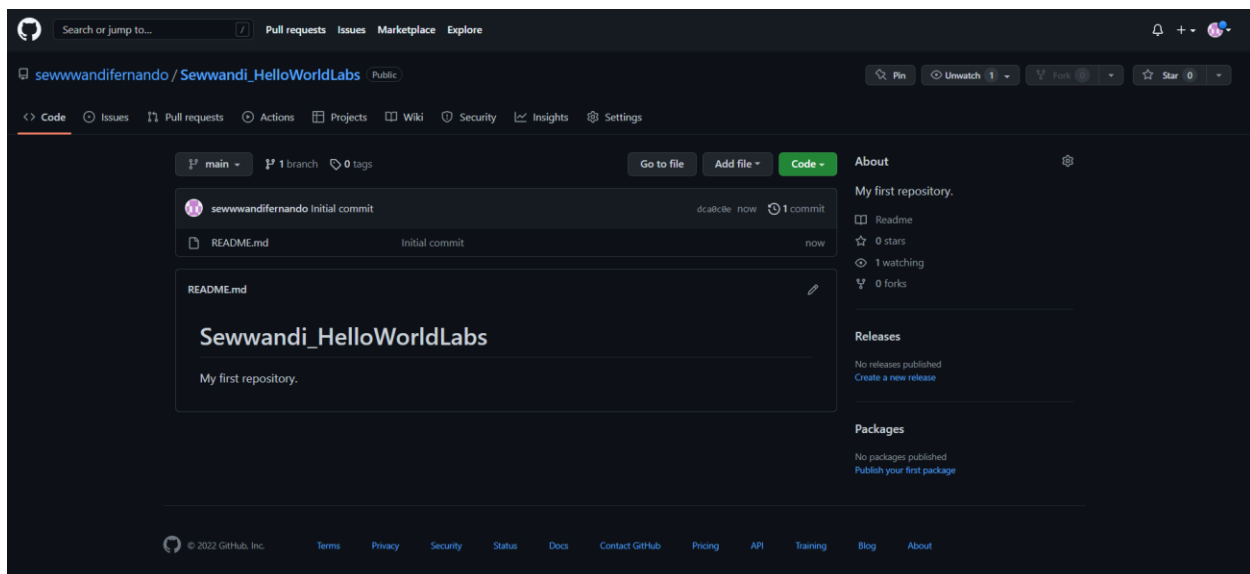 Search or jump to... / Pull requests Issues Marketplace Explore
sewwwandifernando / Sewwandi_HelloWorldLabs Public Pin Unwatch 1 Fork 0 Star 0
<> Code Issues Pull requests Actions Projects Wiki Security Insights Settings
main 1 branch 0 tags Go to file Add file Code
sewwwandifernando Initial commit dca0c0e now 1 commit
README.md Initial commit now
README.md
Sewwandi_HelloWorldLabs
My first repository.
About
My first repository.
Readme
0 stars
1 watching
0 forks
Releases
No releases published
Create a new release
Packages
No packages published
Publish your first package
© 2022 GitHub, Inc. Terms Privacy Security Status Docs Contact GitHub Pricing API Training Blog About